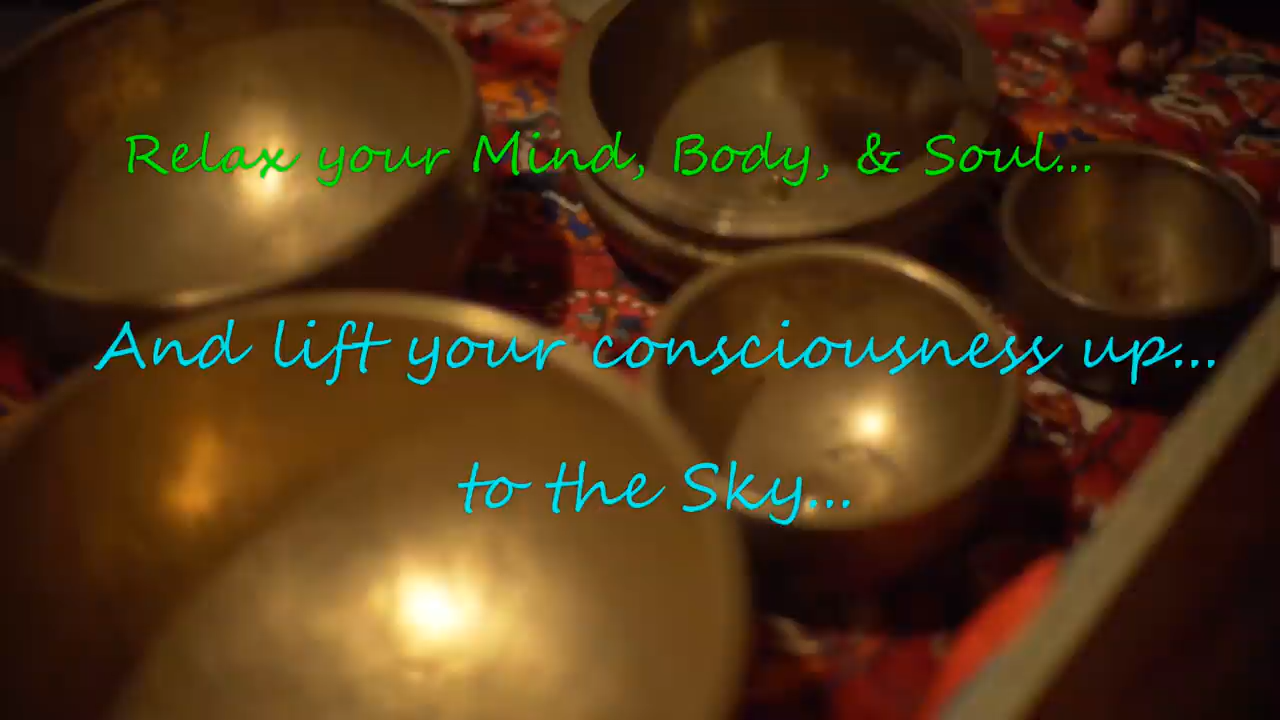 Relax your Mind, Body, & Soul...
And lift your consciousness up...
to the Sky...